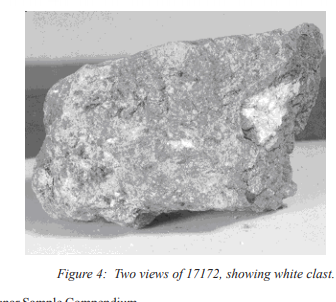 Figure 4: Two views of 17172, showing white clast.
Sample Compendium